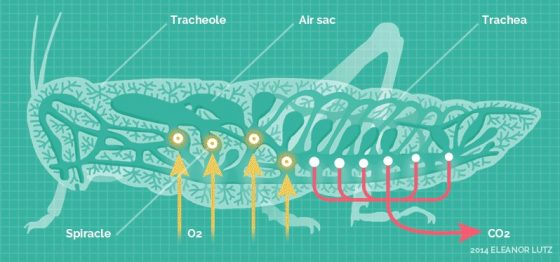 Tracheole
Air sac
Trachea
Spiracle
O2
CO2
2014 ELEANOR LUTZ